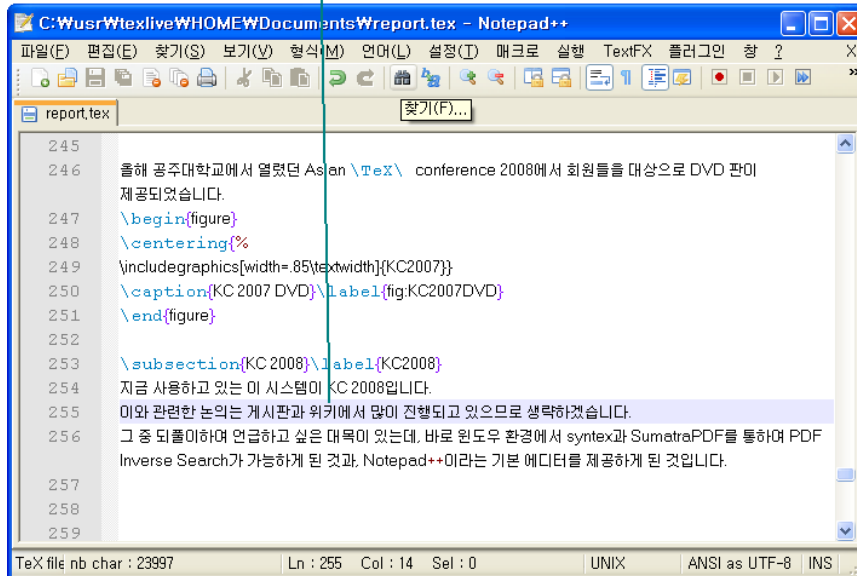 C:₩usr₩texlive₩HOME₩Documents₩report.tex - Notepad++
파일(F) 편집(E) 찾기(S) 보기(V) 형식(M) 언어(L) 설정(T) 매크로 실행 TextFX 플러그인 창 ? X
report.tex
찾기(F)...
245
246 올해 공주대학교에서 열렸던 Asian \TeX\ conference 2008에서 회원들을 대상으로 DVD 판이
제공되었습니다.
247 \begin{figure}
248 \centering{%
249 \includegraphics[width=.85\textwidth]{KC2007}}
250 \caption{KC 2007 DVD}\label{fig:KC2007DVD}
251 \end{figure}
252
253 \subsection{KC 2008}\label{KC2008}
254 지금 사용하고 있는 이 시스템이 KC 2008입니다.
255 이와 관련한 논의는 게시판과 위키에서 많이 진행되고 있으므로 생략하겠습니다.
256 그 중 되풀이하여 언급하고 싶은 대목이 있는데, 바로 윈도우 환경에서 syntex과 SumatraPDF를 통하여 PDF
Inverse Search가 가능하게 된 것과, Notepad++이라는 기본 에디터를 제공하게 된 것입니다.
257
258
259
TeX file nb char : 23997 Ln : 255 Col : 14 Sel : 0 UNIX ANSI as UTF-8 INS